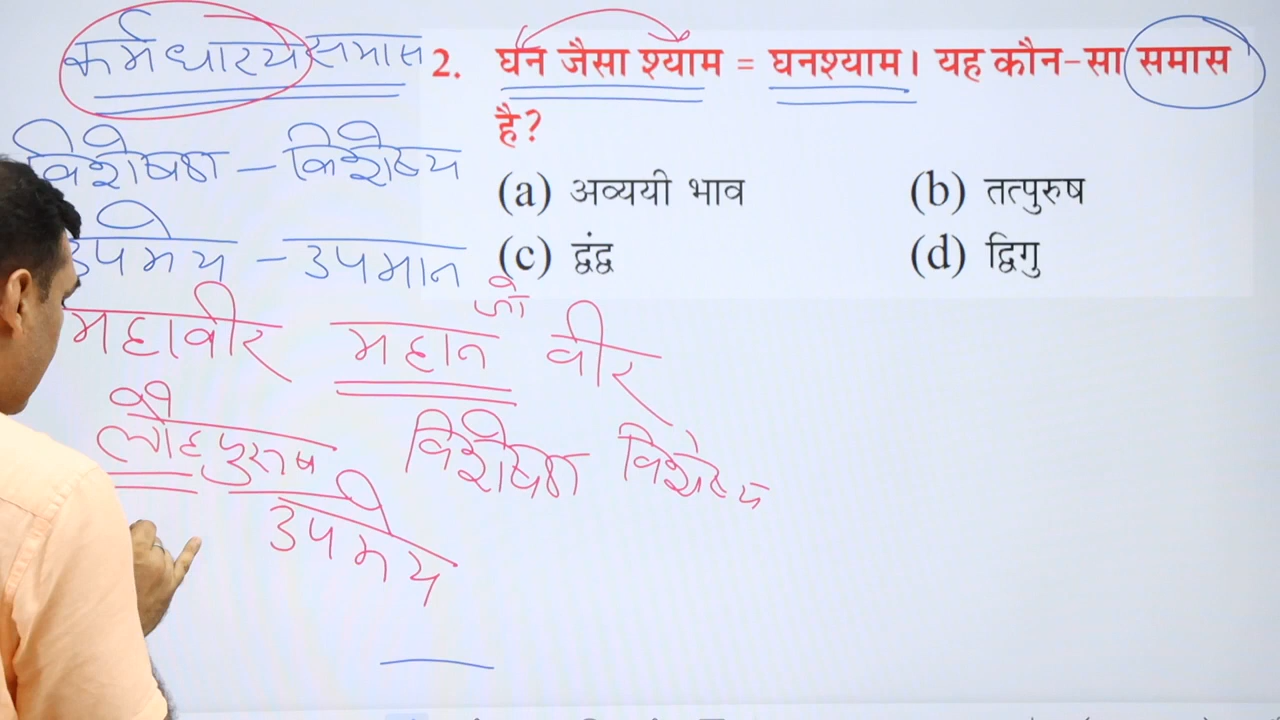 कर्मधारय समास
2. घन जैसा श्याम = घनश्याम। यह कौन-सा समास
है?
(a) अव्ययी भाव (b) तत्पुरुष
(c) द्वंद्व (d) द्विगु
विशेषण - विशेष्य
उपमेय - उपमान
महावीर महान जो वीर
विशेषण विशेष्य
लौहपुरुष
उपमेय